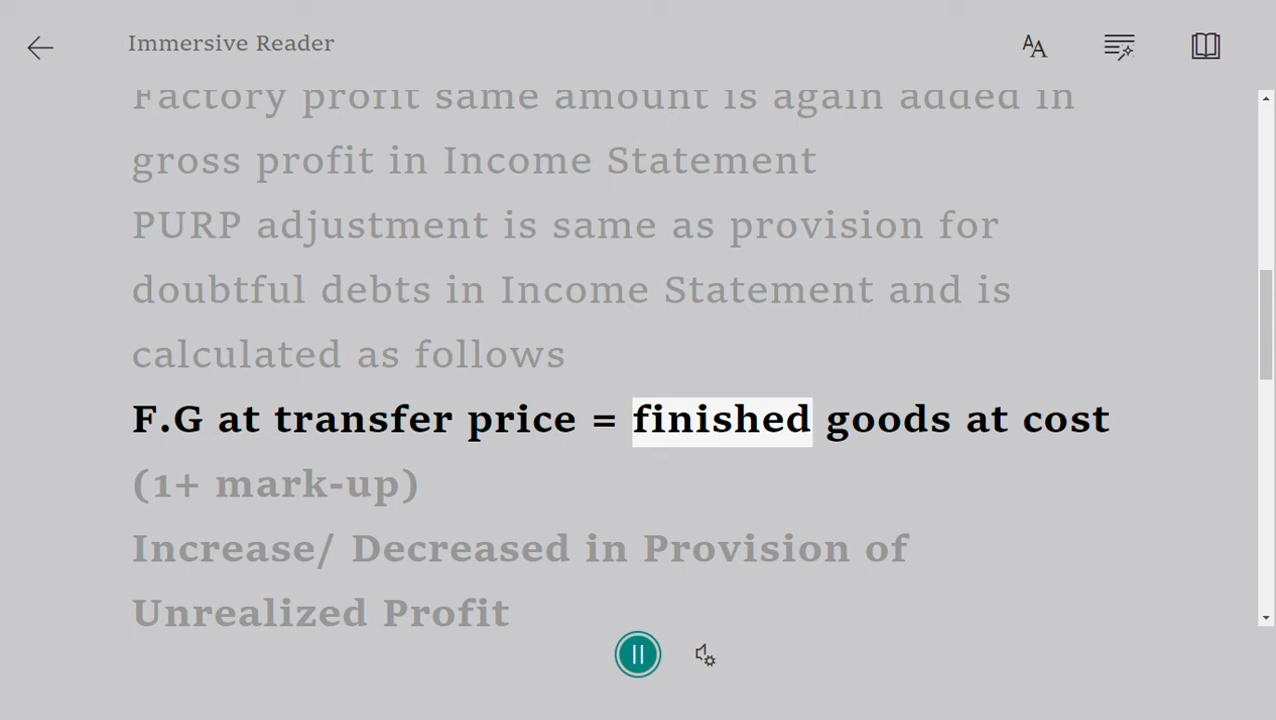 Immersive Reader
Factory profit same amount is again added in
gross profit in Income Statement
PURP adjustment is same as provision for
doubtful debts in Income Statement and is
calculated as follows
F.G at transfer price = finished goods at cost
(1+ mark-up)
Increase/ Decreased in Provision of
Unrealized Profit